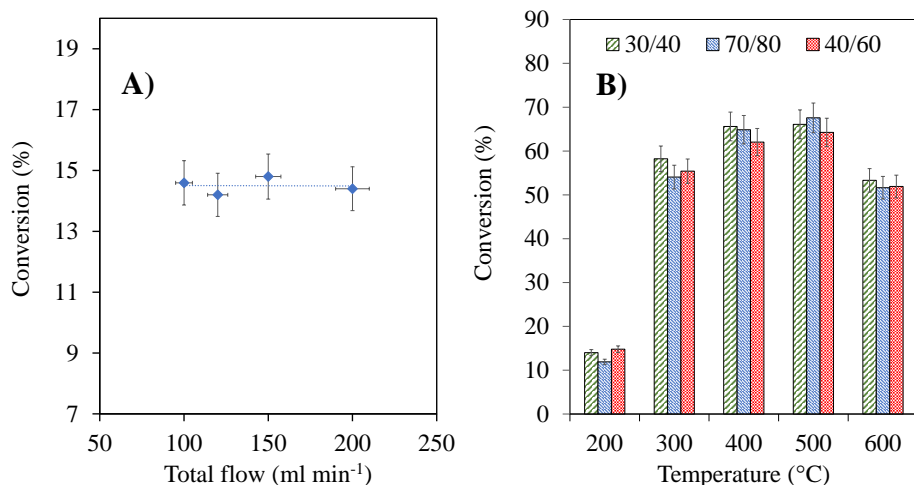 A)
Conversion (%)
19
17
15
13
11
9
7
50 100 150 200 250
Total flow (ml min⁻¹)
B)
30/40 70/80 40/60
Conversion (%)
90
80
70
60
50
40
30
20
10
0
200 300 400 500 600
Temperature (°C)